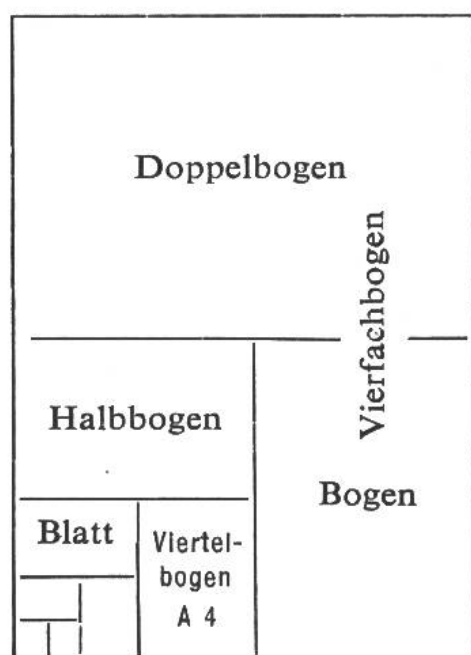 Doppelbogen
Vierfachbogen
Halbbogen
Bogen
Blatt
Viertel-
bogen
A 4